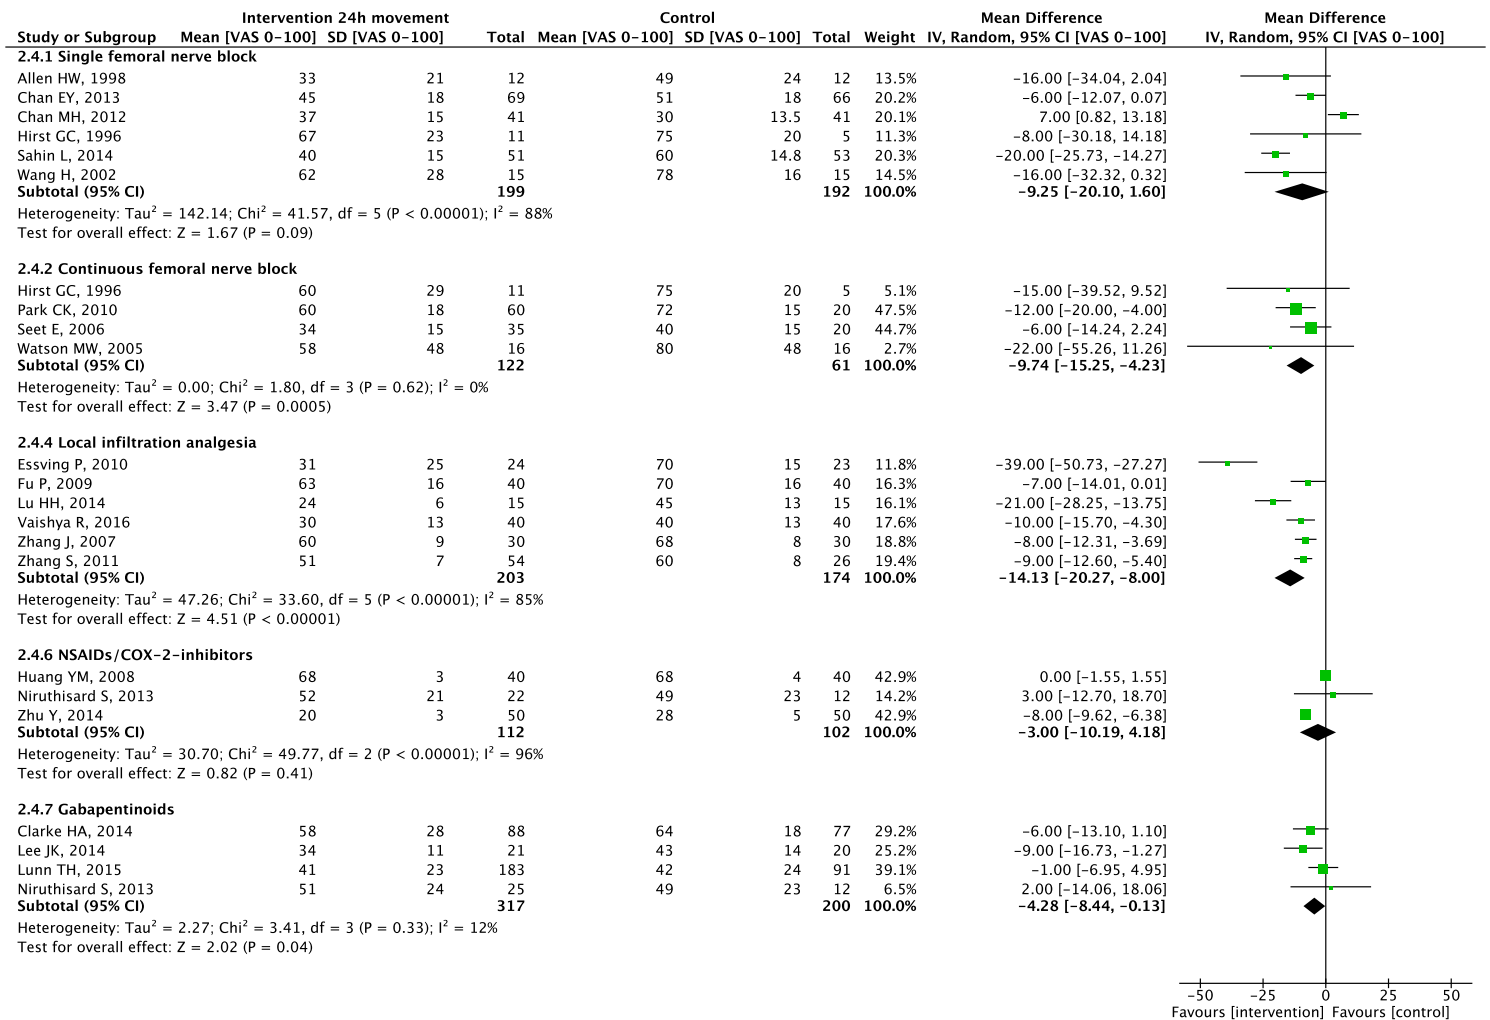 Intervention 24h movement Control Mean Difference Mean Difference
Study or Subgroup Mean [VAS 0-100] SD [VAS 0-100] Total Mean [VAS 0-100] SD [VAS 0-100] Total Weight IV, Random, 95% CI [VAS 0-100] IV, Random, 95% CI [VAS 0-100]
2.4.1 Single femoral nerve block
Allen HW, 1998 33 21 12 49 24 12 13.5% -16.00 [-34.04, 2.04]
Chan EY, 2013 45 18 69 51 18 66 20.2% -6.00 [-12.07, 0.07]
Chan MH, 2012 37 15 41 30 13.5 41 20.1% 7.00 [0.82, 13.18]
Hirst GC, 1996 67 23 11 75 20 5 11.3% -8.00 [-30.18, 14.18]
Sahin L, 2014 40 15 51 60 14.8 53 20.3% -20.00 [-25.73, -14.27]
Wang H, 2002 62 28 15 78 16 15 14.5% -16.00 [-32.32, 0.32]
Subtotal (95% CI) 199 192 100.0% -9.25 [-20.10, 1.60]
Heterogeneity: Tau² = 142.14; Chi² = 41.57, df = 5 (P < 0.00001); I² = 88%
Test for overall effect: Z = 1.67 (P = 0.09)
2.4.2 Continuous femoral nerve block
Hirst GC, 1996 60 29 11 75 20 5 5.1% -15.00 [-39.52, 9.52]
Park CK, 2010 60 18 60 72 15 20 47.5% -12.00 [-20.00, -4.00]
Seet E, 2006 34 15 35 40 15 20 44.7% -6.00 [-14.24, 2.24]
Watson MW, 2005 58 48 16 80 48 16 2.7% -22.00 [-55.26, 11.26]
Subtotal (95% CI) 122 61 100.0% -9.74 [-15.25, -4.23]
Heterogeneity: Tau² = 0.00; Chi² = 1.80, df = 3 (P = 0.62); I² = 0%
Test for overall effect: Z = 3.47 (P = 0.0005)
2.4.4 Local infiltration analgesia
Essving P, 2010 31 25 24 70 15 23 11.8% -39.00 [-50.73, -27.27]
Fu P, 2009 63 16 40 70 16 40 16.3% -7.00 [-14.01, 0.01]
Lu HH, 2014 24 6 15 45 13 15 16.1% -21.00 [-28.25, -13.75]
Vaishya R, 2016 30 13 40 40 13 40 17.6% -10.00 [-15.70, -4.30]
Zhang J, 2007 60 9 30 68 8 30 18.8% -8.00 [-12.31, -3.69]
Zhang S, 2011 51 7 54 60 8 26 19.4% -9.00 [-12.60, -5.40]
Subtotal (95% CI) 203 174 100.0% -14.13 [-20.27, -8.00]
Heterogeneity: Tau² = 47.26; Chi² = 33.60, df = 5 (P < 0.00001); I² = 85%
Test for overall effect: Z = 4.51 (P < 0.00001)
2.4.6 NSAIDs/COX-2-inhibitors
Huang YM, 2008 68 3 40 68 4 40 42.9% 0.00 [-1.55, 1.55]
Niruthisard S, 2013 52 21 22 49 23 12 14.2% 3.00 [-12.70, 18.70]
Zhu Y, 2014 20 3 50 28 5 50 42.9% -8.00 [-9.62, -6.38]
Subtotal (95% CI) 112 102 100.0% -3.00 [-10.19, 4.18]
Heterogeneity: Tau² = 30.70; Chi² = 49.77, df = 2 (P < 0.00001); I² = 96%
Test for overall effect: Z = 0.82 (P = 0.41)
2.4.7 Gabapentinoids
Clarke HA, 2014 58 28 88 64 18 77 29.2% -6.00 [-13.10, 1.10]
Lee JK, 2014 34 11 21 43 14 20 25.2% -9.00 [-16.73, -1.27]
Lunn TH, 2015 41 23 183 42 24 91 39.1% -1.00 [-6.95, 4.95]
Niruthisard S, 2013 51 24 25 49 23 12 6.5% 2.00 [-14.06, 18.06]
Subtotal (95% CI) 317 200 100.0% -4.28 [-8.44, -0.13]
Heterogeneity: Tau² = 2.27; Chi² = 3.41, df = 3 (P = 0.33); I² = 12%
Test for overall effect: Z = 2.02 (P = 0.04)
-50 -25 0 25 50
Favours [intervention] Favours [control]